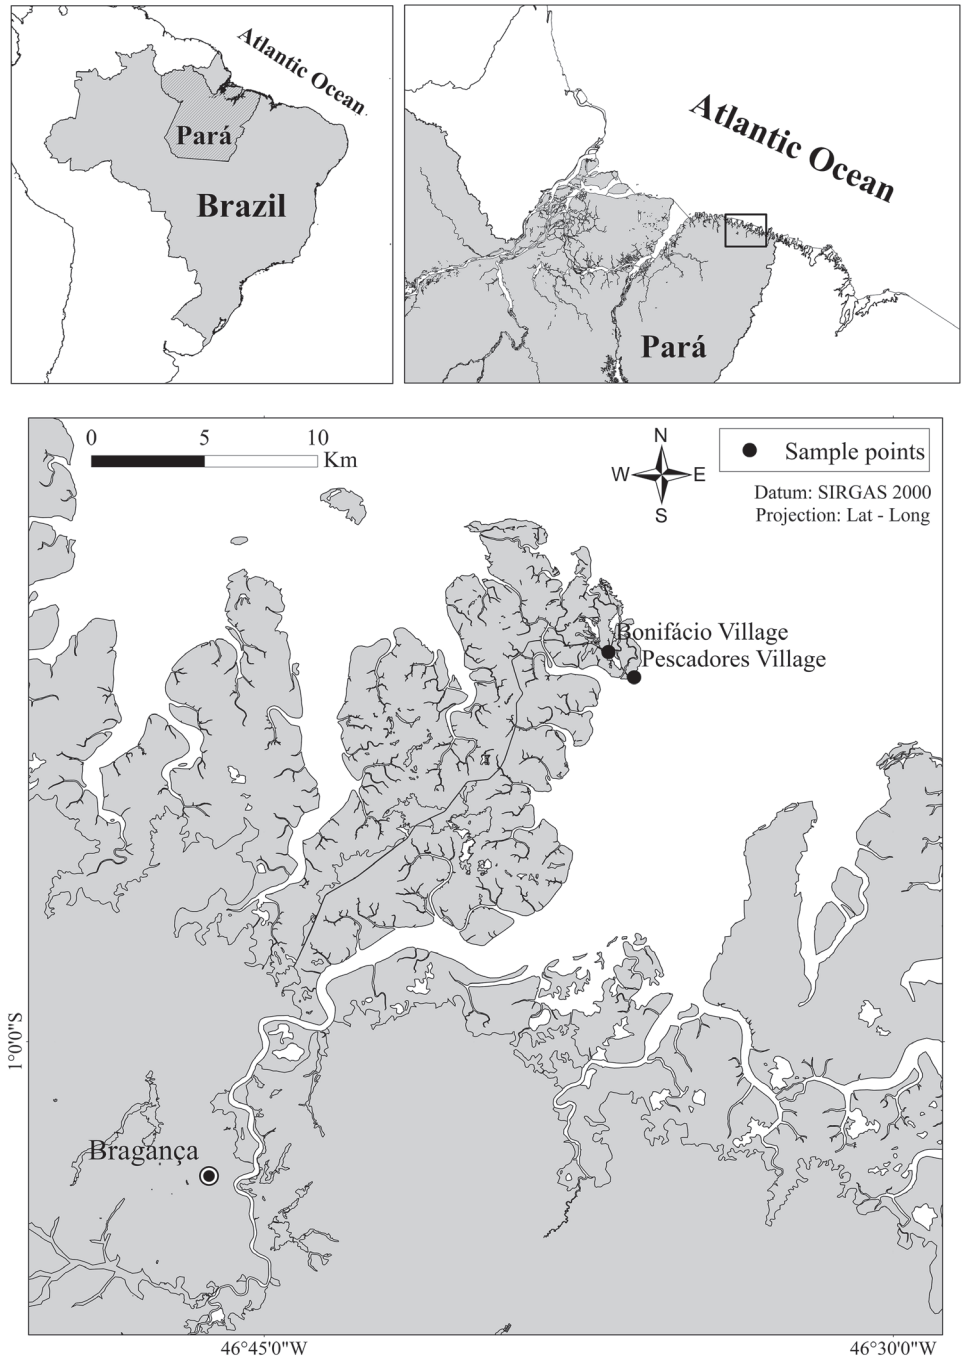 Atlantic Ocean
Pará
Brazil
Atlantic Ocean
Pará
0 5 10
Km
N
W E
S
Sample points
Datum: SIRGAS 2000
Projection: Lat - Long
Bonifácio Village
Pescadores Village
1°0'0"S
Bragança
46°45'0"W 46°30'0"W